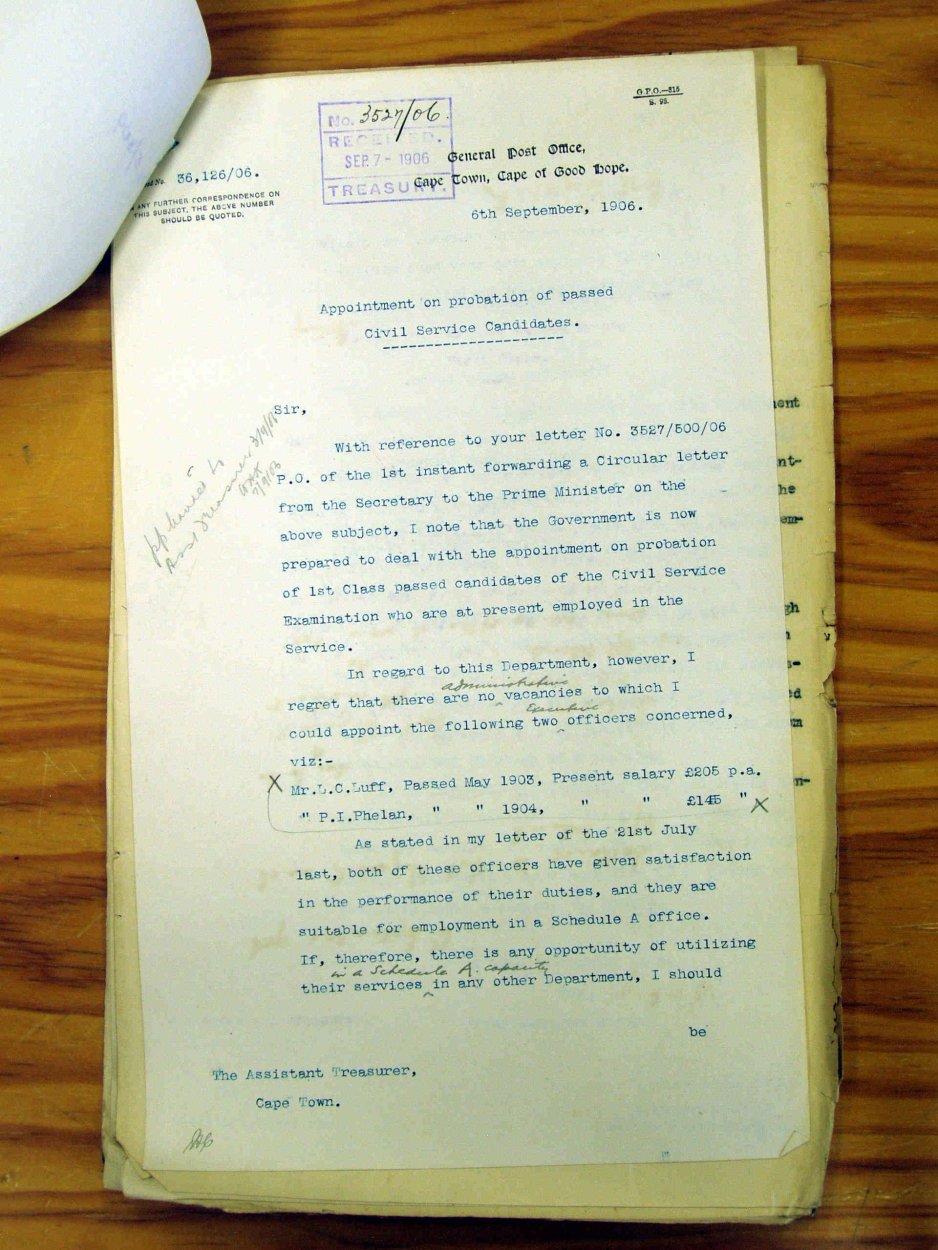 G.P.O.—315
S. 93.
No. 3527/06.
RECEIVED.
SEP. 7 - 1906
TREASURY.
General Post Office,
Cape Town, Cape of Good Hope.
No. 36,126/06.
ANY FURTHER CORRESPONDENCE ON
THIS SUBJECT, THE ABOVE NUMBER
SHOULD BE QUOTED.
6th September, 1906.
Appointment on probation of passed
Civil Service Candidates.
--------------------
Sir,
With reference to your letter No. 3527/500/06
P.O. of the 1st instant forwarding a Circular letter
from the Secretary to the Prime Minister on the
above subject, I note that the Government is now
prepared to deal with the appointment on probation
of 1st Class passed candidates of the Civil Service
Examination who are at present employed in the
Service.
In regard to this Department, however, I
administrative
regret that there are no ‸ vacancies to which I
Executive
could appoint the following two ‸ officers concerned,
viz:-
X Mr.L.C.Luff, Passed May 1903, Present salary £205 p.a.
" P.I.Phelan, " " 1904, " " £145 " X
As stated in my letter of the 21st July
last, both of these officers have given satisfaction
in the performance of their duties, and they are
suitable for employment in a Schedule A office.
If, therefore, there is any opportunity of utilizing
in a Schedule A. capacity
their services ‸ in any other Department, I should
be
The Assistant Treasurer,
Cape Town.